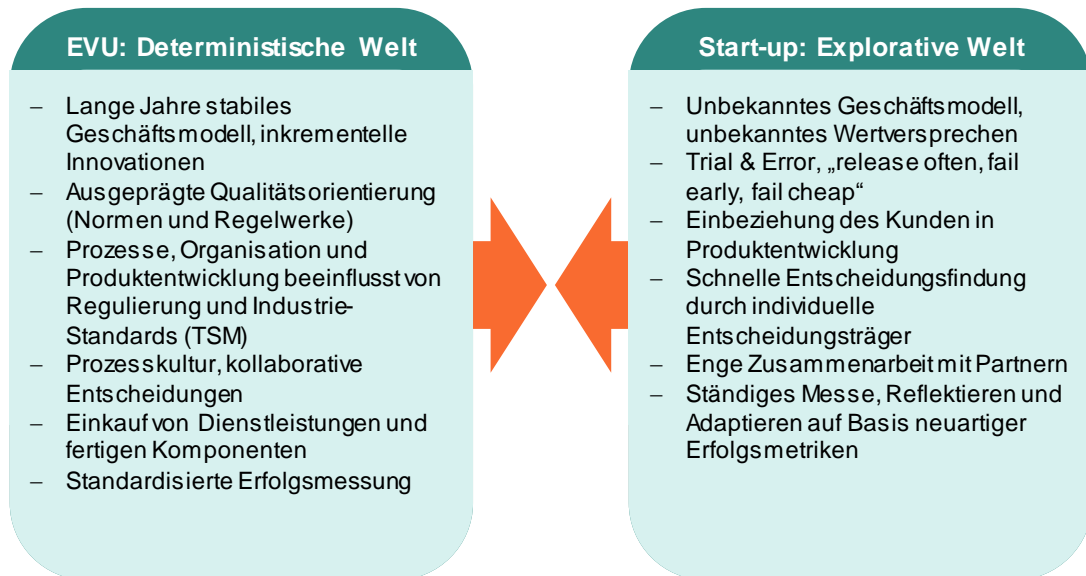 EVU: Deterministische Welt
– Lange Jahre stabiles
Geschäftsmodell, inkrementelle
Innovationen
– Ausgeprägte Qualitätsorientierung
(Normen und Regelwerke)
– Prozesse, Organisation und
Produktentwicklung beeinflusst von
Regulierung und Industrie-
Standards (TSM)
– Prozesskultur, kollaborative
Entscheidungen
– Einkauf von Dienstleistungen und
fertigen Komponenten
– Standardisierte Erfolgsmessung
Start-up: Explorative Welt
– Unbekanntes Geschäftsmodell,
unbekanntes Wertversprechen
– Trial & Error, „release often, fail
early, fail cheap“
– Einbeziehung des Kunden in
Produktentwicklung
– Schnelle Entscheidungsfindung
durch individuelle
Entscheidungsträger
– Enge Zusammenarbeit mit Partnern
– Ständiges Messe, Reflektieren und
Adaptieren auf Basis neuartiger
Erfolgsmetriken